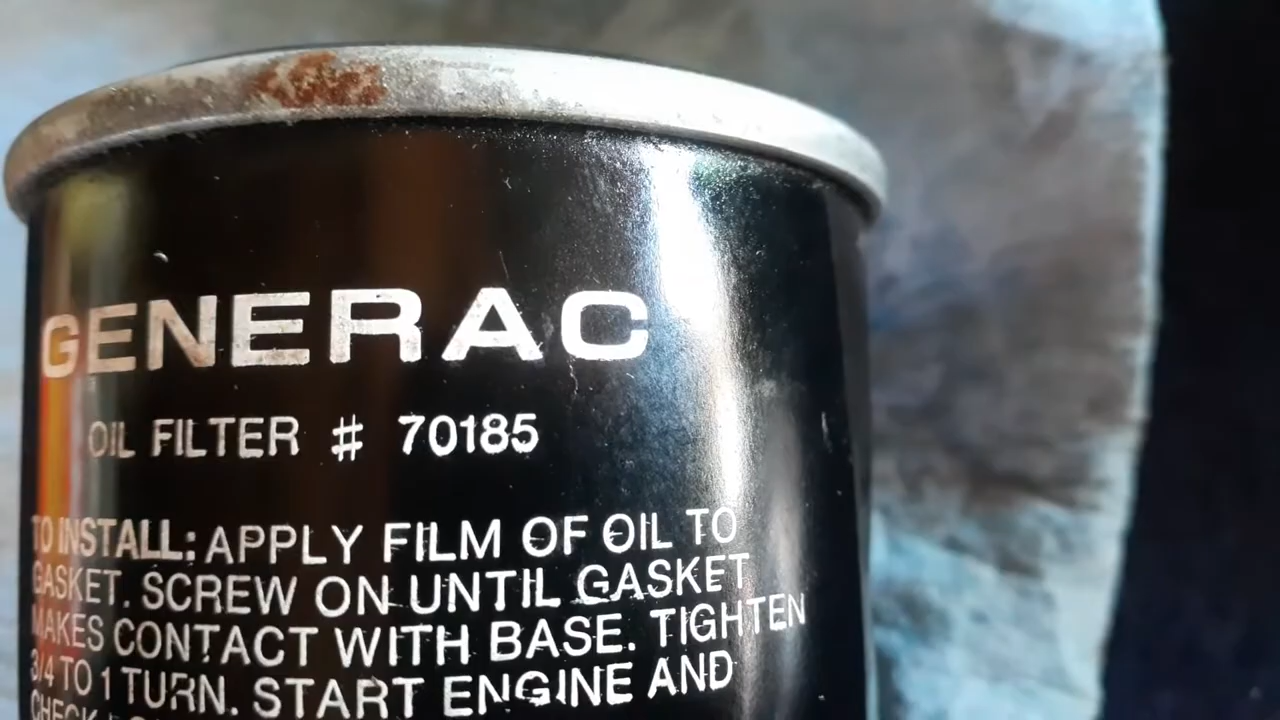 GENERAC
OIL FILTER # 70185
TO INSTALL: APPLY FILM OF OIL TO
GASKET. SCREW ON UNTIL GASKET
MAKES CONTACT WITH BASE. TIGHTEN
3/4 TO 1 TURN. START ENGINE AND
CHECK